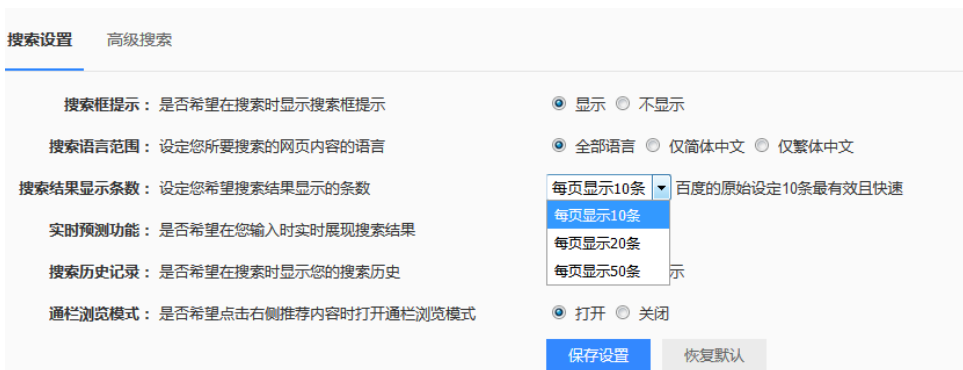 搜索设置 高级搜索
搜索框提示：是否希望在搜索时显示搜索框提示 显示 不显示
搜索语言范围：设定您所要搜索的网页内容的语言 全部语言 仅简体中文 仅繁体中文
搜索结果显示条数：设定您希望搜索结果显示的条数 每页显示10条 百度的原始设定10条最有效且快速
每页显示10条
实时预测功能：是否希望在您输入时实时展现搜索结果
每页显示20条
搜索历史记录：是否希望在搜索时显示您的搜索历史 每页显示50条 示
通栏浏览模式：是否希望点击右侧推荐内容时打开通栏浏览模式 打开 关闭
保存设置 恢复默认